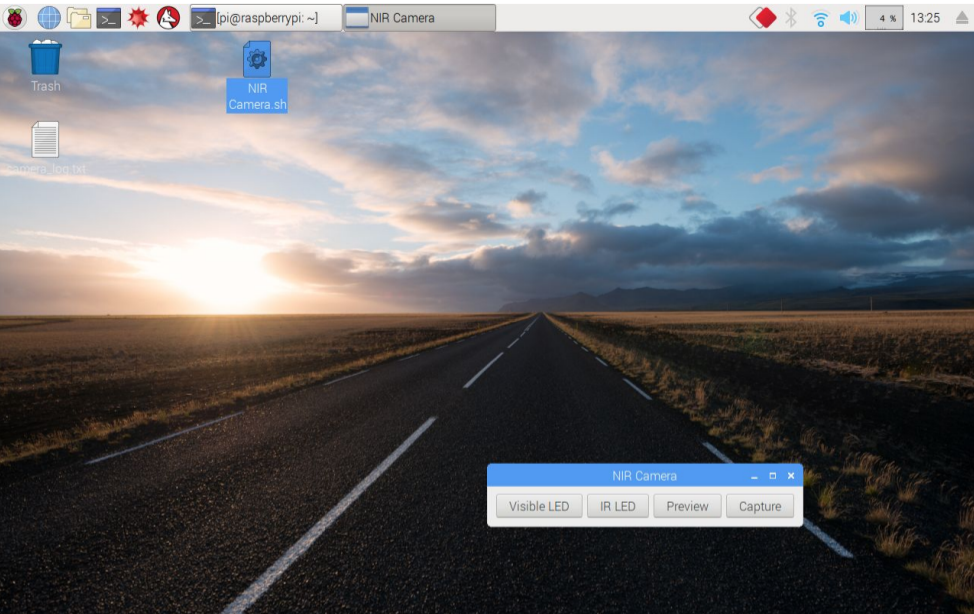 [pi@raspberrypi: ~]
NIR Camera
4 %
13:25
Trash
NIR
Camera.sh
camera_log.txt
NIR Camera
Visible LED
IR LED
Preview
Capture